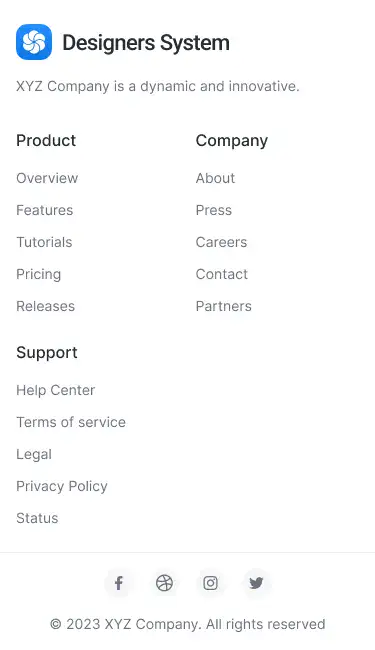 Designers System
XYZ Company is a dynamic and innovative.
Product
Overview
Features
Tutorials
Pricing
Releases
Company
About
Press
Careers
Contact
Partners
Support
Help Center
Terms of service
Legal
Privacy Policy
Status
© 2023 XYZ Company. All rights reserved